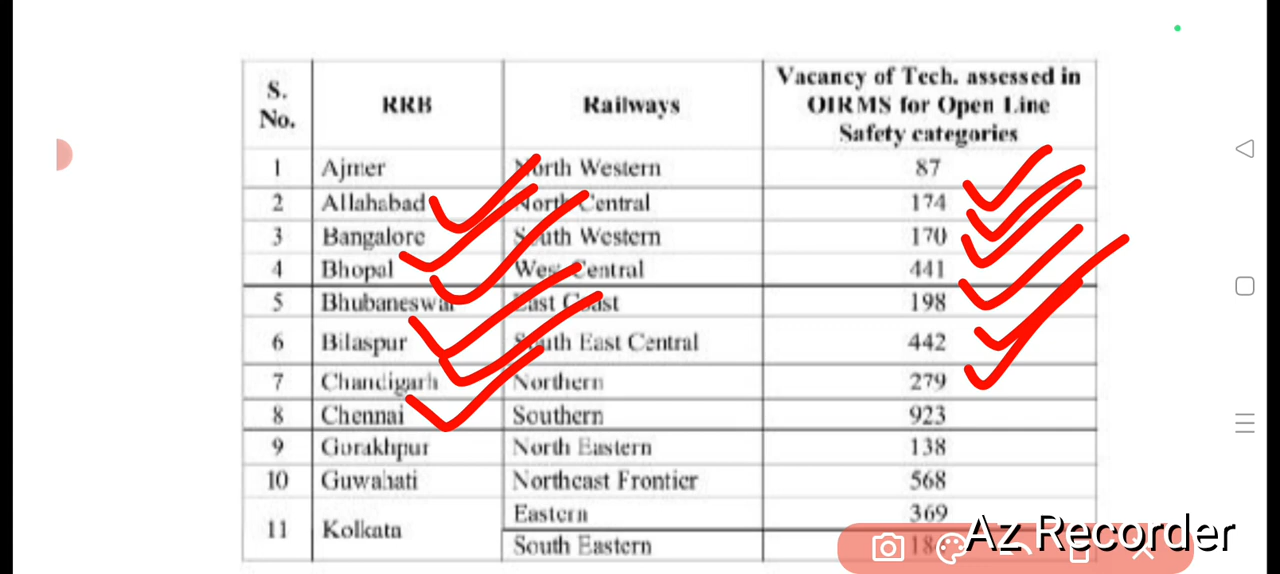 S. No. RRB Railways Vacancy of Tech. assessed in OIRMS for Open Line Safety categories
1 Ajmer North Western 87
2 Allahabad North Central 174
3 Bangalore South Western 170
4 Bhopal West Central 441
5 Bhubaneswar East Coast 198
6 Bilaspur South East Central 442
7 Chandigarh Northern 279
8 Chennai Southern 923
9 Gorakhpur North Eastern 138
10 Guwahati Northeast Frontier 568
11 Kolkata Eastern 369
South Eastern
Az Recorder